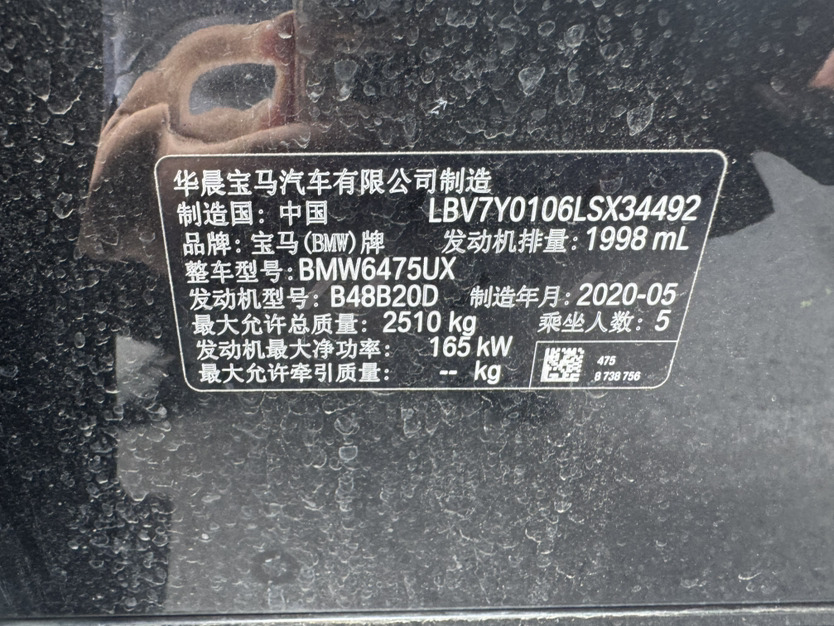 华晨宝马汽车有限公司制造
制造国：中国 LBV7Y0106LSX34492
品牌：宝马(BMW)牌 发动机排量：1998 mL
整车型号：BMW6475UX
发动机型号：B48B20D 制造年月：2020-05
最大允许总质量：2510 kg 乘坐人数：5
发动机最大净功率：165 kW
最大允许牵引质量：-- kg
475
8 738 756